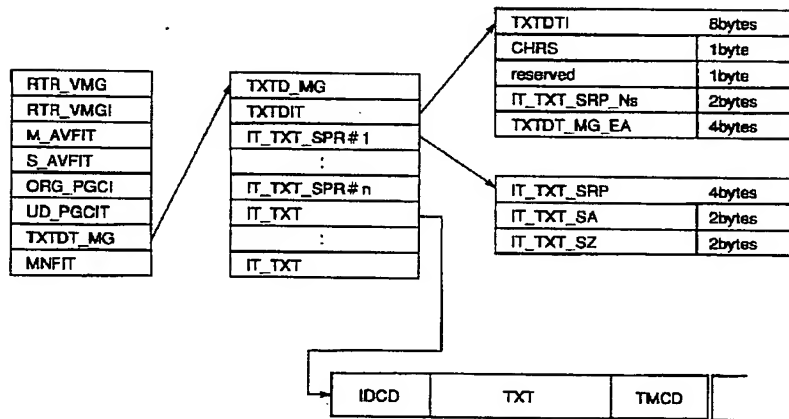 RTR_VMG
RTR_VMGI
M_AVFIT
S_AVFIT
ORG_PGCI
UD_PGCIT
TXTDT_MG
MNFIT
TXTD_MG
TXTDIT
IT_TXT_SPR#1
:
IT_TXT_SPR#n
IT_TXT
:
IT_TXT
TXTDTI 8bytes
CHRS 1byte
reserved 1byte
IT_TXT_SRP_Ns 2bytes
TXTDT_MG_EA 4bytes
IT_TXT_SRP 4bytes
IT_TXT_SA 2bytes
IT_TXT_SZ 2bytes
IDCD TXT TMCD